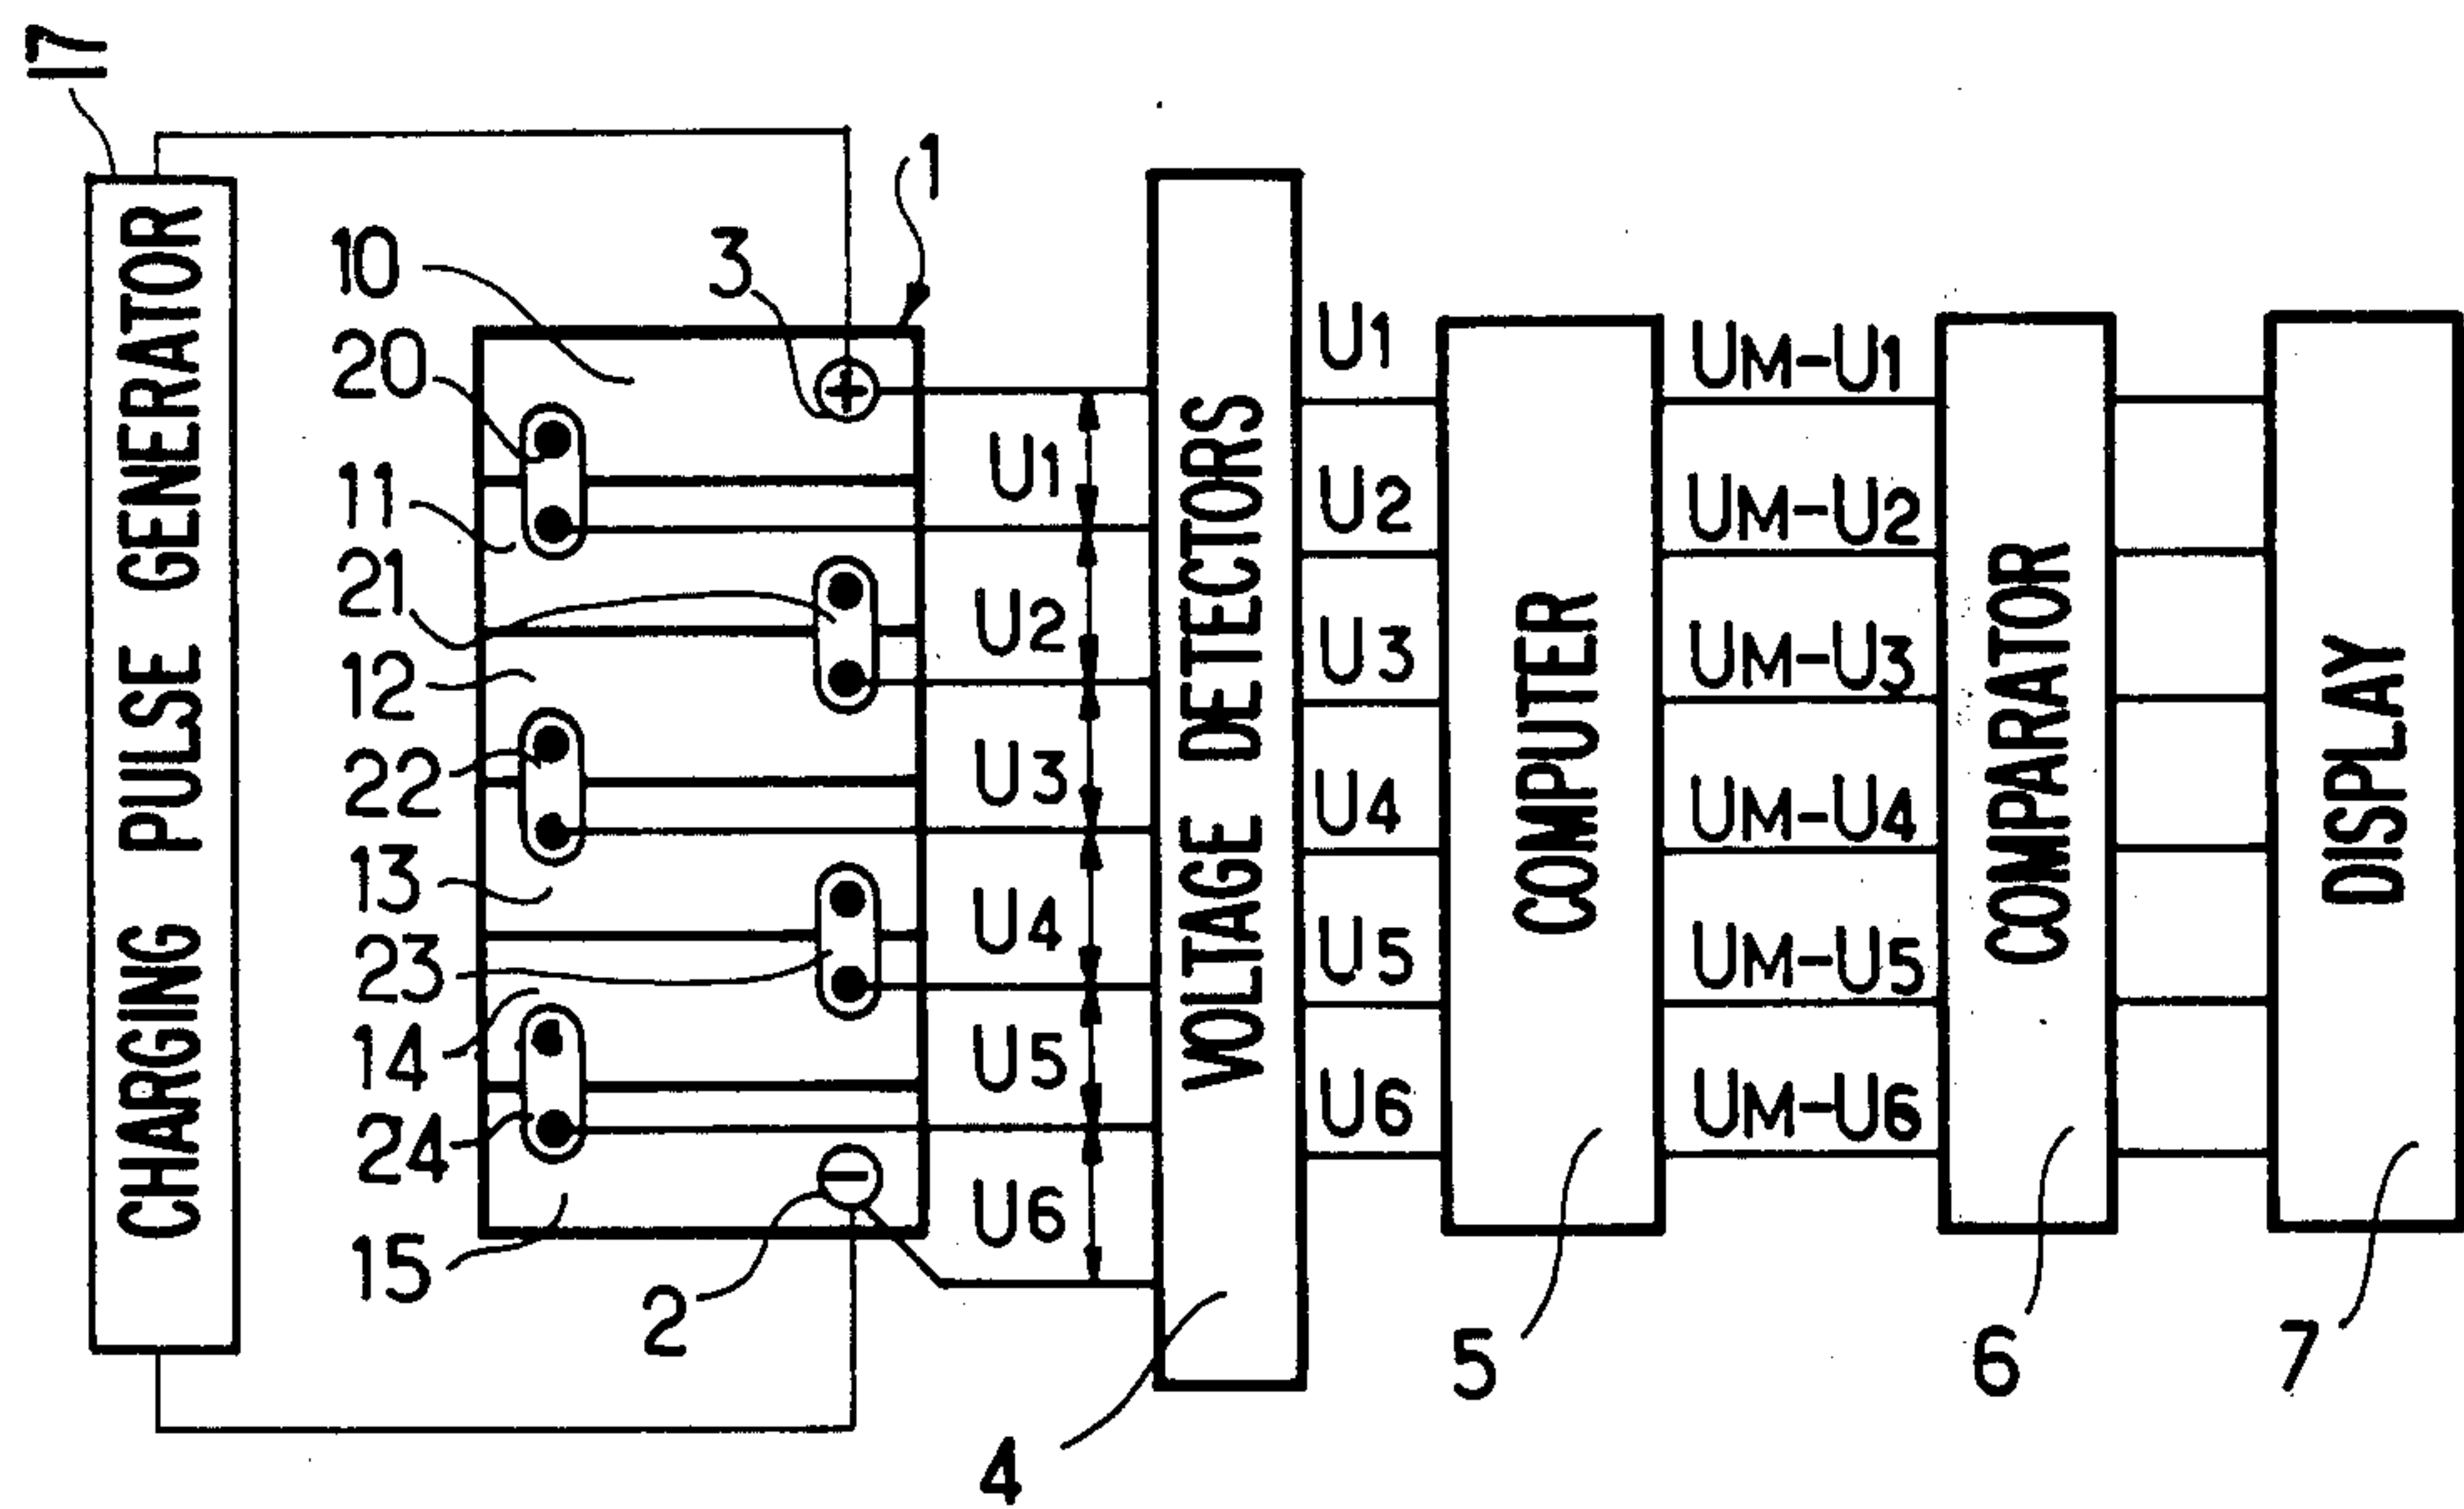 17
CHARGING PULSE GENERATOR
1
10
3
20
11
21
12
22
13
23
14
24
15
2
+
−
U1
U2
U3
U4
U5
U6
VOLTAGE DETECTORS
4
U1
U2
U3
U4
U5
U6
COMPUTER
5
UM-U1
UM-U2
UM-U3
UM-U4
UM-U5
UM-U6
COMPARATOR
6
DISPLAY
7